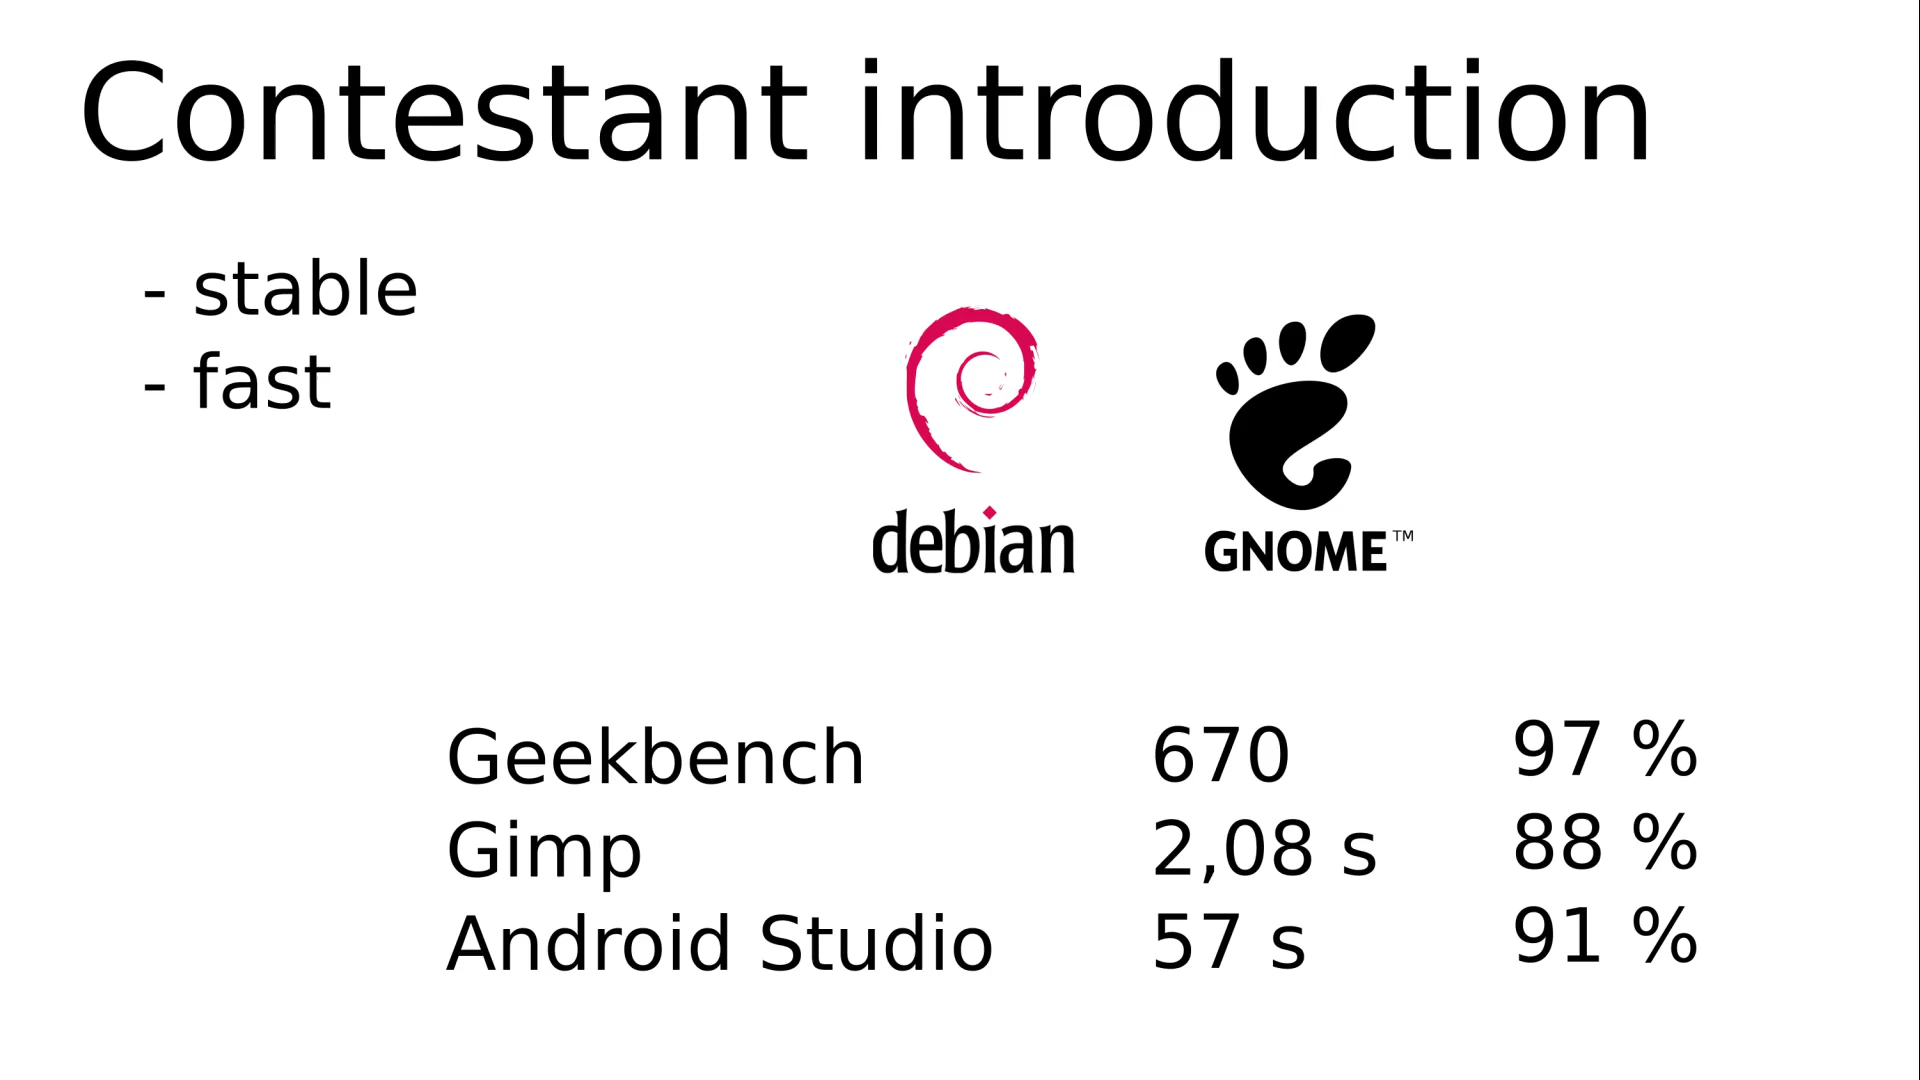 Contestant introduction
- stable
- fast
debian
GNOME™
Geekbench 670 97 %
Gimp 2,08 s 88 %
Android Studio 57 s 91 %